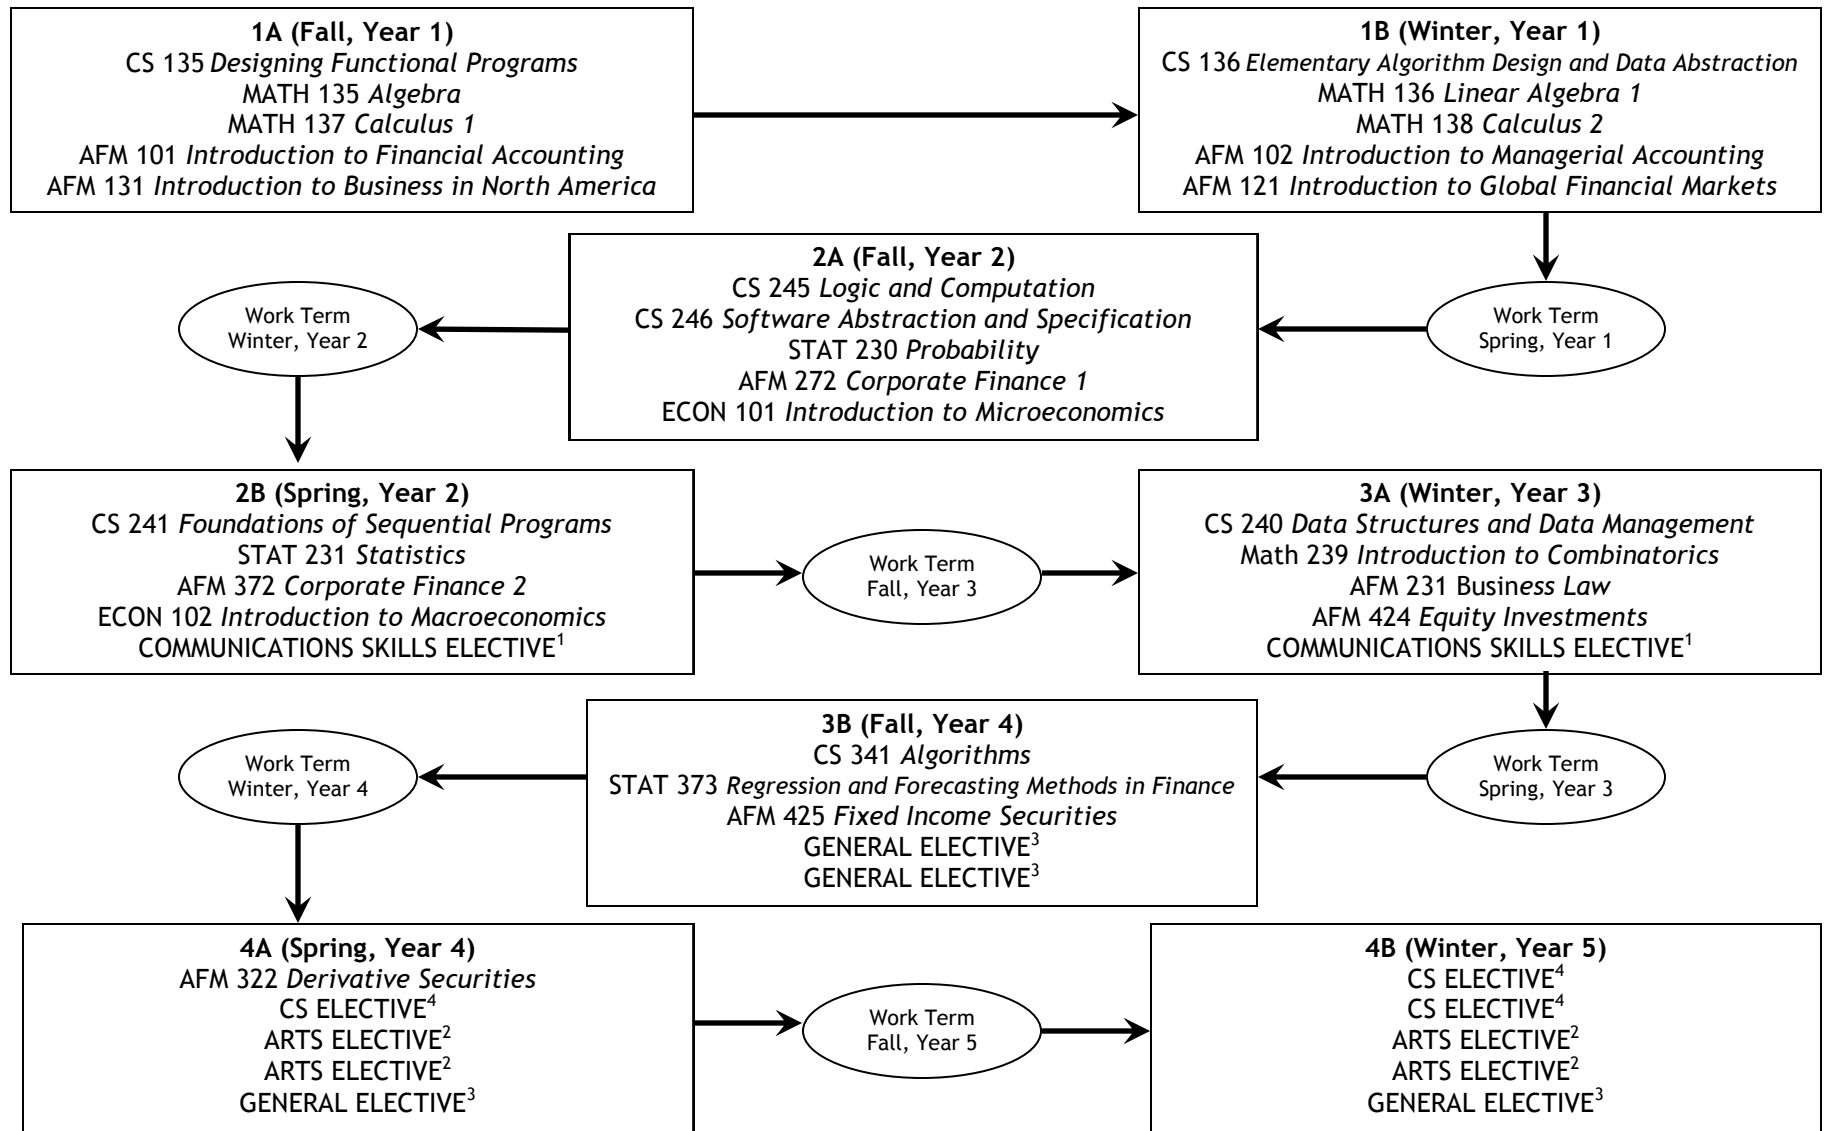 1A (Fall, Year 1)
CS 135 Designing Functional Programs
MATH 135 Algebra
MATH 137 Calculus 1
AFM 101 Introduction to Financial Accounting
AFM 131 Introduction to Business in North America
1B (Winter, Year 1)
CS 136 Elementary Algorithm Design and Data Abstraction
MATH 136 Linear Algebra 1
MATH 138 Calculus 2
AFM 102 Introduction to Managerial Accounting
AFM 121 Introduction to Global Financial Markets
Work Term
Spring, Year 1
2A (Fall, Year 2)
CS 245 Logic and Computation
CS 246 Software Abstraction and Specification
STAT 230 Probability
AFM 272 Corporate Finance 1
ECON 101 Introduction to Microeconomics
Work Term
Winter, Year 2
2B (Spring, Year 2)
CS 241 Foundations of Sequential Programs
STAT 231 Statistics
AFM 372 Corporate Finance 2
ECON 102 Introduction to Macroeconomics
COMMUNICATIONS SKILLS ELECTIVE¹
Work Term
Fall, Year 3
3A (Winter, Year 3)
CS 240 Data Structures and Data Management
Math 239 Introduction to Combinatorics
AFM 231 Business Law
AFM 424 Equity Investments
COMMUNICATIONS SKILLS ELECTIVE¹
Work Term
Spring, Year 3
3B (Fall, Year 4)
CS 341 Algorithms
STAT 373 Regression and Forecasting Methods in Finance
AFM 425 Fixed Income Securities
GENERAL ELECTIVE³
GENERAL ELECTIVE³
Work Term
Winter, Year 4
4A (Spring, Year 4)
AFM 322 Derivative Securities
CS ELECTIVE⁴
ARTS ELECTIVE²
ARTS ELECTIVE²
GENERAL ELECTIVE³
Work Term
Fall, Year 5
4B (Winter, Year 5)
CS ELECTIVE⁴
CS ELECTIVE⁴
ARTS ELECTIVE²
ARTS ELECTIVE²
GENERAL ELECTIVE³